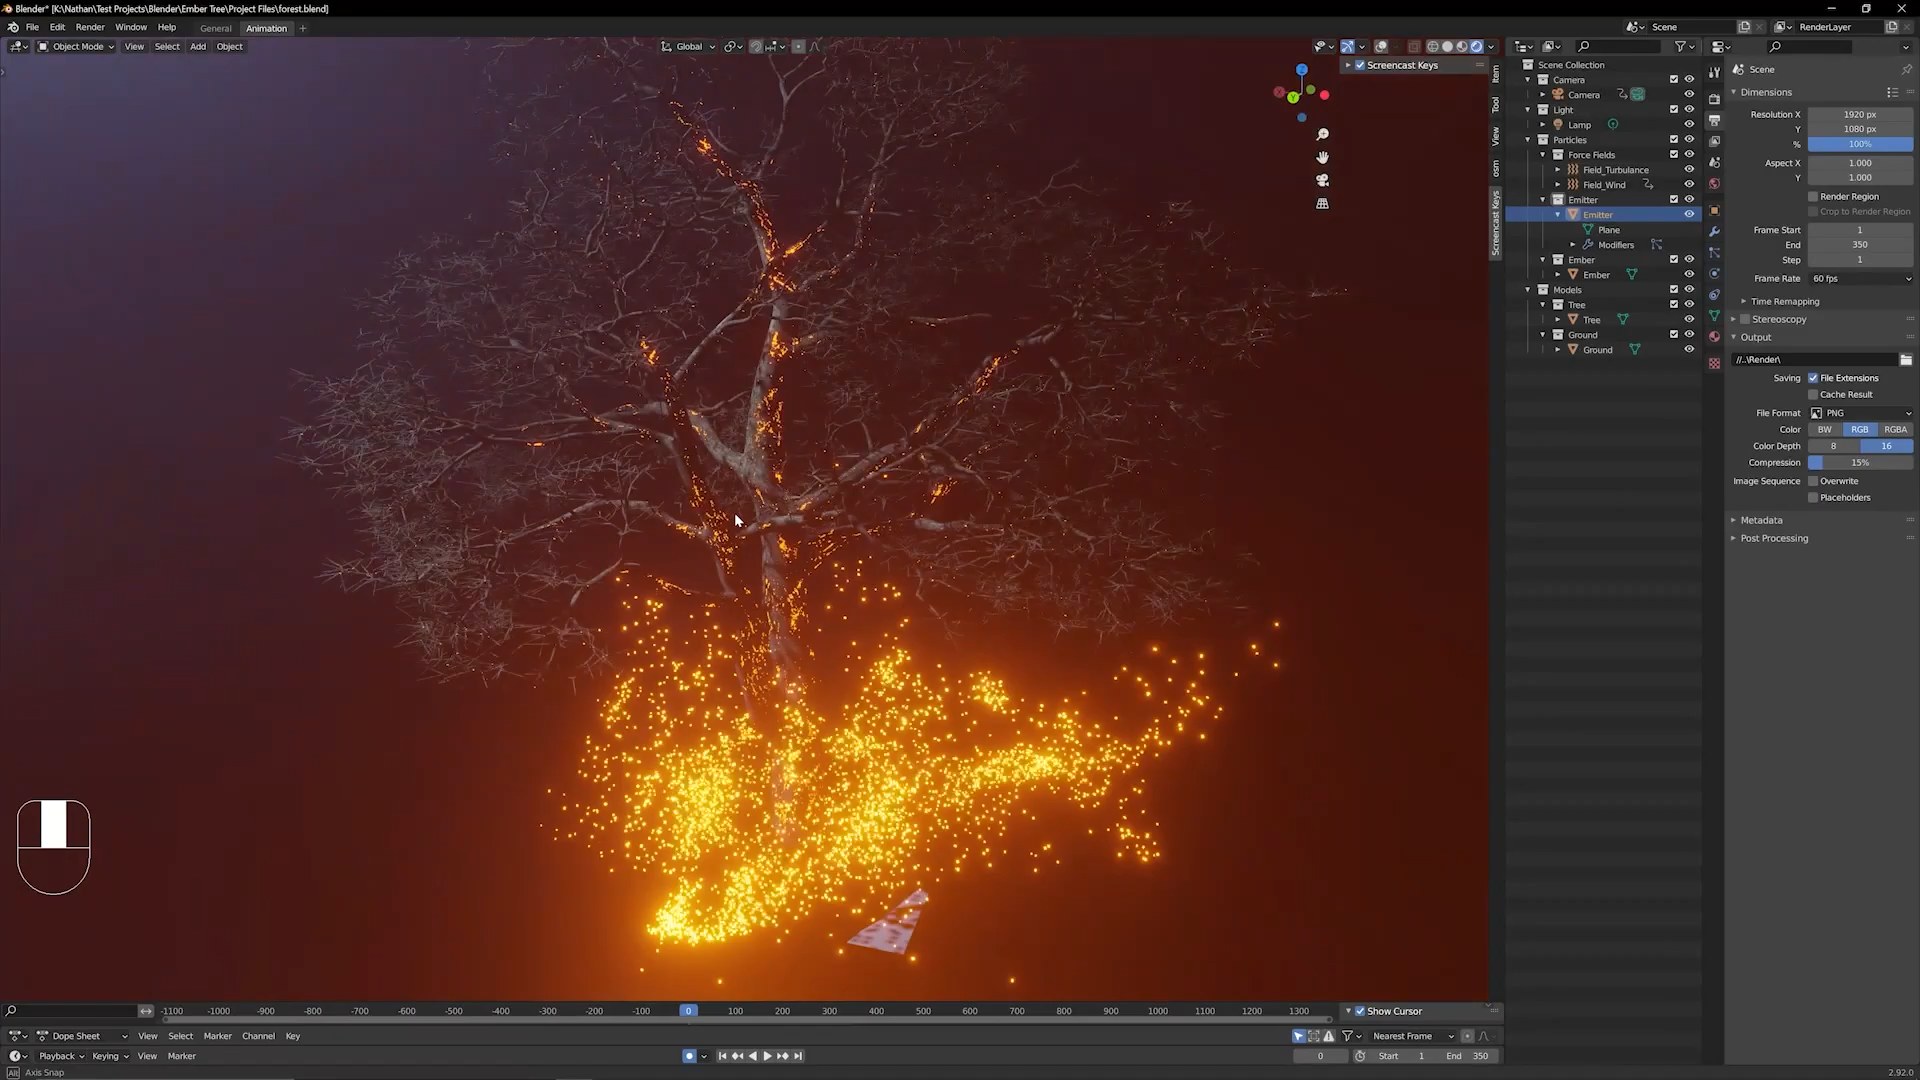 Blender* [K:\Nathan\Test Projects\Blender\Ember Tree\Project Files\forest.blend]
File Edit Render Window Help General Animation + Scene RenderLayer
Object Mode View Select Add Object Global
Screencast Keys
Item
Tool
View
osm
Screencast Keys
Scene Collection
Camera
Camera
Light
Lamp
Particles
Force Fields
Field_Turbulance
Field_Wind
Emitter
Emitter
Plane
Modifiers
Ember
Ember
Models
Tree
Tree
Ground
Ground
Scene
Dimensions
Resolution X 1920 px
Y 1080 px
% 100%
Aspect X 1.000
Y 1.000
Render Region
Crop to Render Region
Frame Start 1
End 350
Step 1
Frame Rate 60 fps
Time Remapping
Stereoscopy
Output
//..\Render\
Saving File Extensions
Cache Result
File Format PNG
Color BW RGB RGBA
Color Depth 8 16
Compression 15%
Image Sequence Overwrite
Placeholders
Metadata
Post Processing
-1100 -1000 -900 -800 -700 -600 -500 -400 -300 -200 -100 0 100 200 300 400 500 600 700 800 900 1000 1100 1200 1300 Show Cursor
Dope Sheet View Select Marker Channel Key Nearest Frame
Playback Keying View Marker 0 Start 1 End 350
Alt Axis Snap 2.92.0